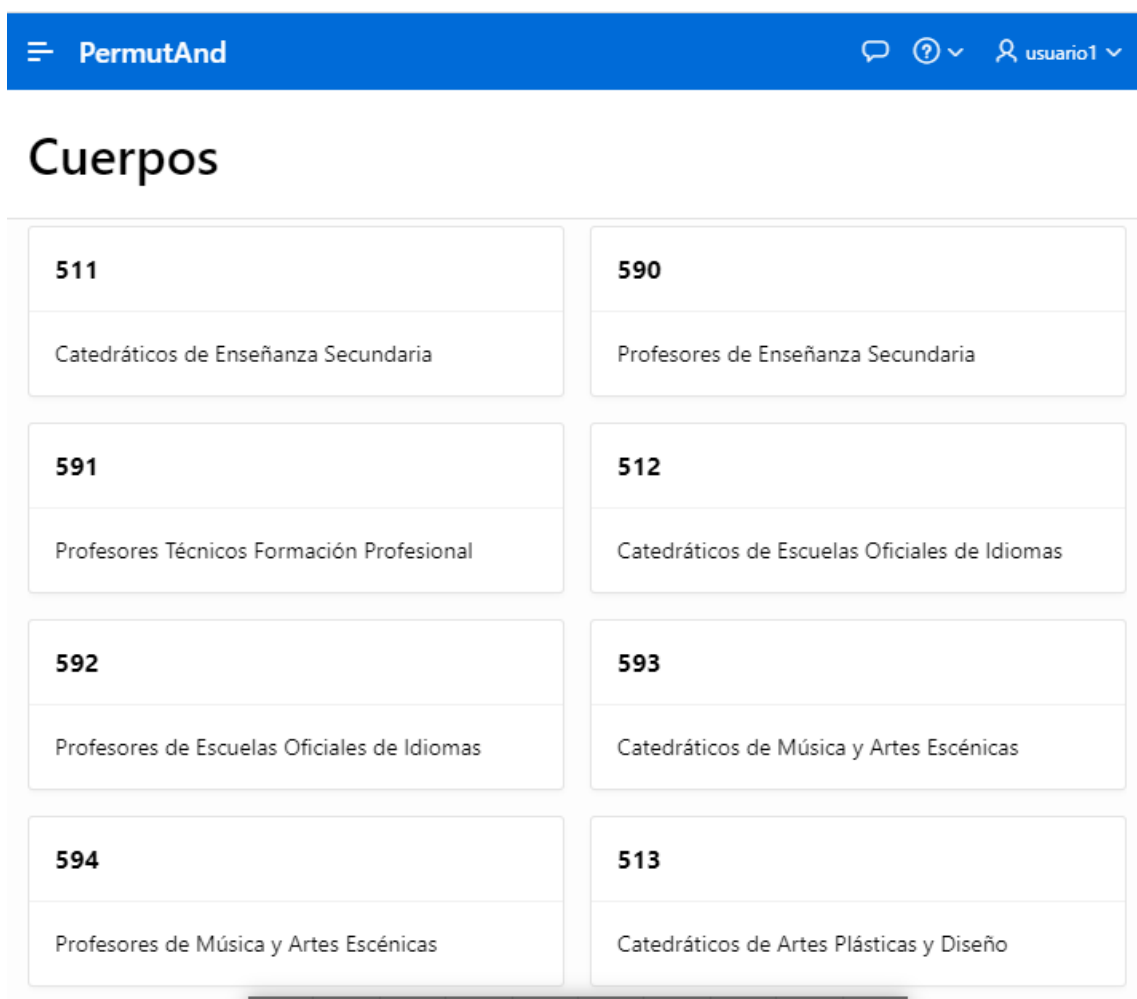 PermutAnd
usuario1
Cuerpos
511
Catedráticos de Enseñanza Secundaria
590
Profesores de Enseñanza Secundaria
591
Profesores Técnicos Formación Profesional
512
Catedráticos de Escuelas Oficiales de Idiomas
592
Profesores de Escuelas Oficiales de Idiomas
593
Catedráticos de Música y Artes Escénicas
594
Profesores de Música y Artes Escénicas
513
Catedráticos de Artes Plásticas y Diseño